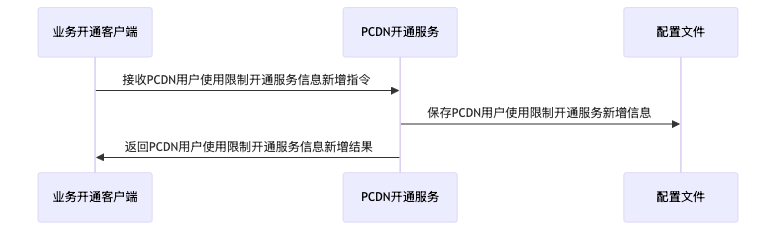 业务开通客户端
PCDN开通服务
配置文件
接收PCDN用户使用限制开通服务信息新增指令
保存PCDN用户使用限制开通服务新增信息
返回PCDN用户使用限制开通服务信息新增结果
业务开通客户端
PCDN开通服务
配置文件